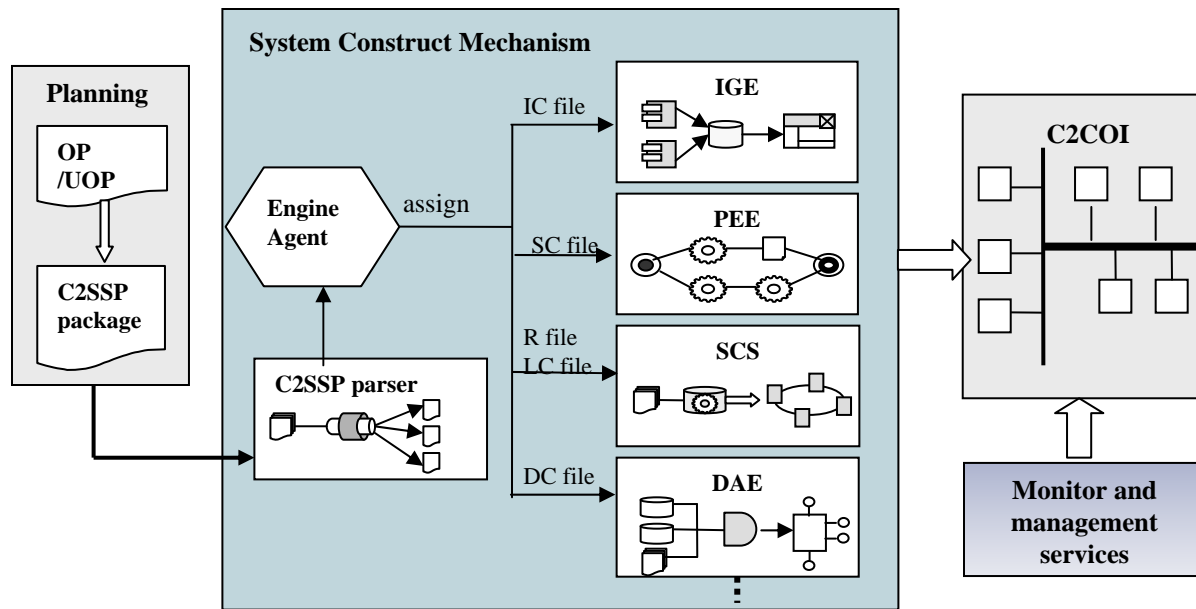 System Construct Mechanism
Planning
OP
/UOP
C2SSP
package
Engine
Agent
assign
C2SSP parser
IC file
IGE
SC file
PEE
R file
LC file
SCS
DC file
DAE
C2COI
Monitor and
management
services